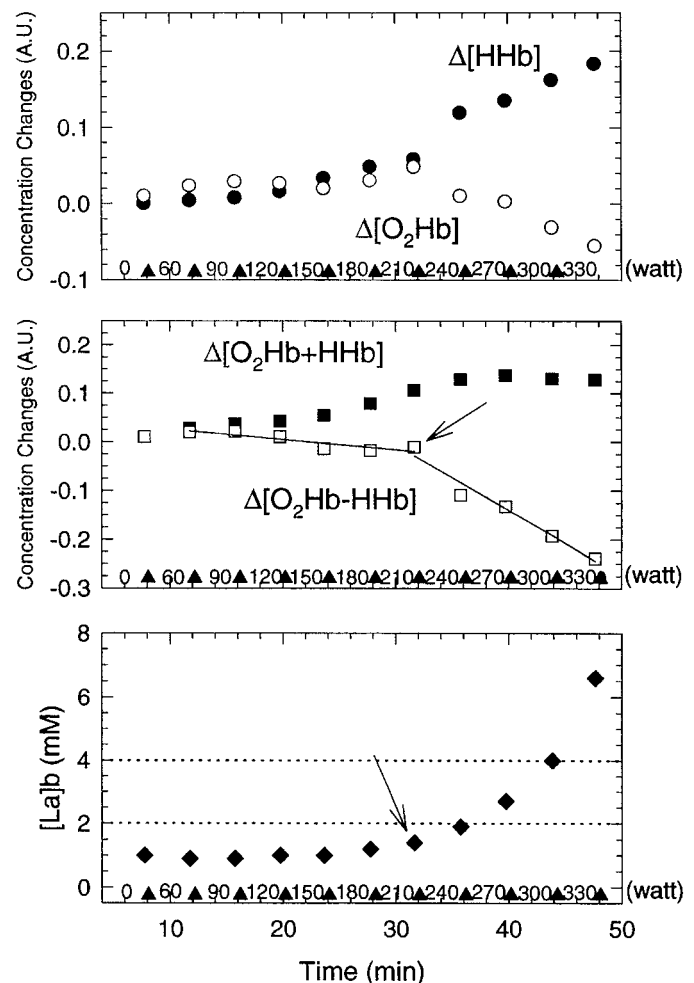 Concentration Changes (A.U.)
0.2
0.1
0.0
-0.1
Δ[HHb]
Δ[O₂Hb]
0 60 90 120 150 180 210 240 270 300 330 (watt)
Concentration Changes (A.U.)
0.2
0.1
0.0
-0.1
-0.2
-0.3
Δ[O₂Hb+HHb]
Δ[O₂Hb-HHb]
0 60 90 120 150 180 210 240 270 300 330 (watt)
[La]b (mM)
8
6
4
2
0
0 60 90 120 150 180 210 240 270 300 330 (watt)
10 20 30 40 50
Time (min)